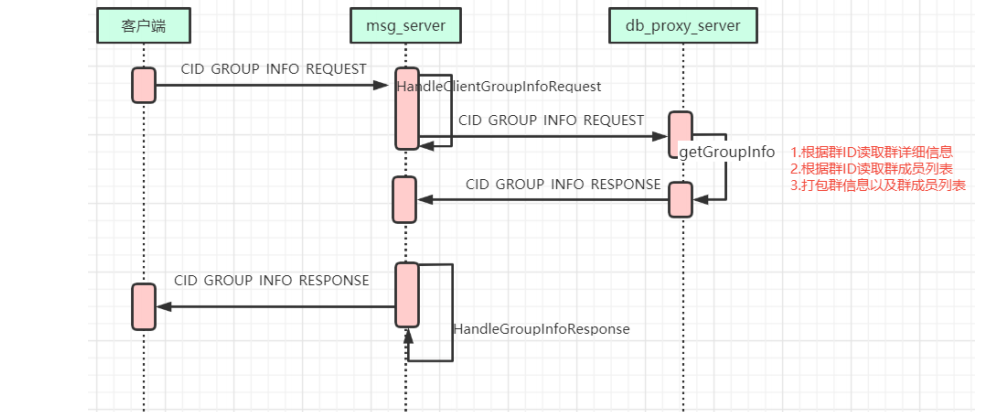 客户端
msg_server
db_proxy_server
CID GROUP INFO REQUEST
HandleClientGroupInfoRequest
CID GROUP INFO REQUEST
getGroupInfo
1.根据群ID读取群详细信息
2.根据群ID读取群成员列表
3.打包群信息以及群成员列表
CID GROUP INFO RESPONSE
CID GROUP INFO RESPONSE
HandleGroupInfoResponse